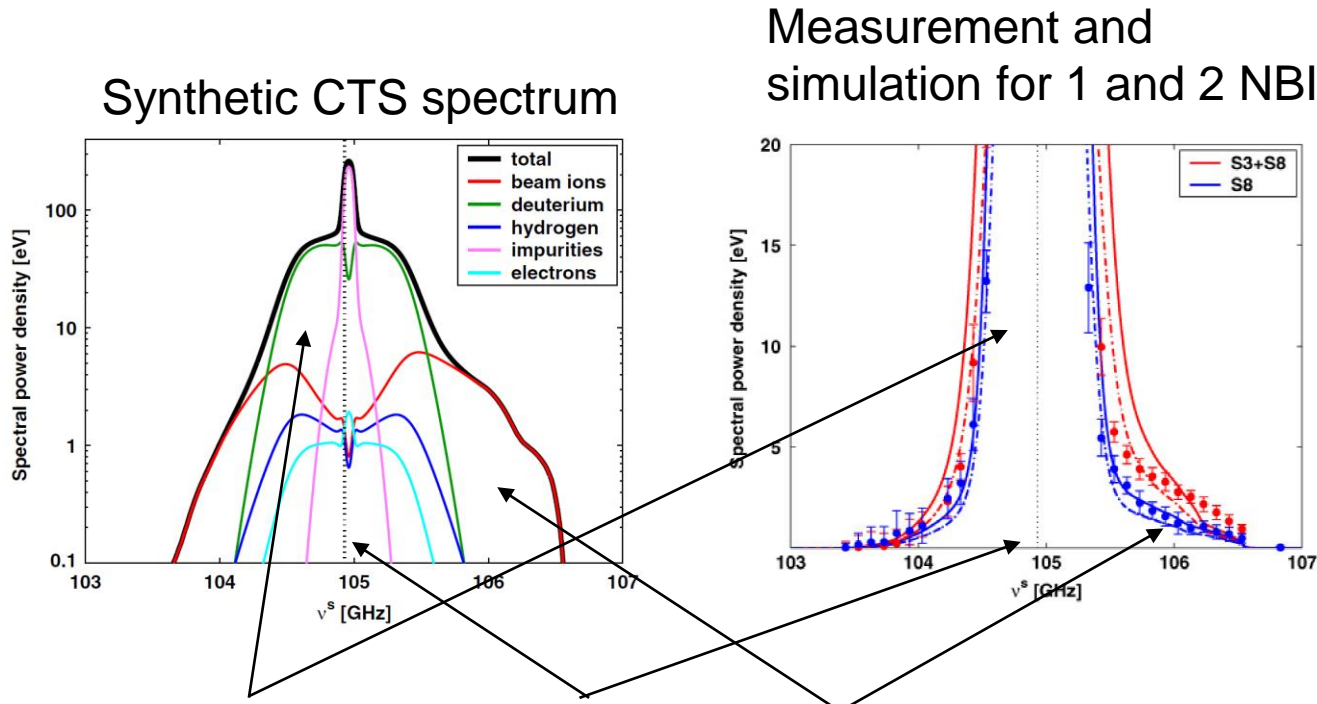 Measurement and
simulation for 1 and 2 NBI
Synthetic CTS spectrum
total
beam ions
deuterium
hydrogen
impurities
electrons
Spectral power density [eV]
100
10
1
0.1
103
104
105
106
107
νˢ [GHz]
S3+S8
S8
Spectral power density [eV]
20
15
10
5
103
104
105
106
107
νˢ [GHz]